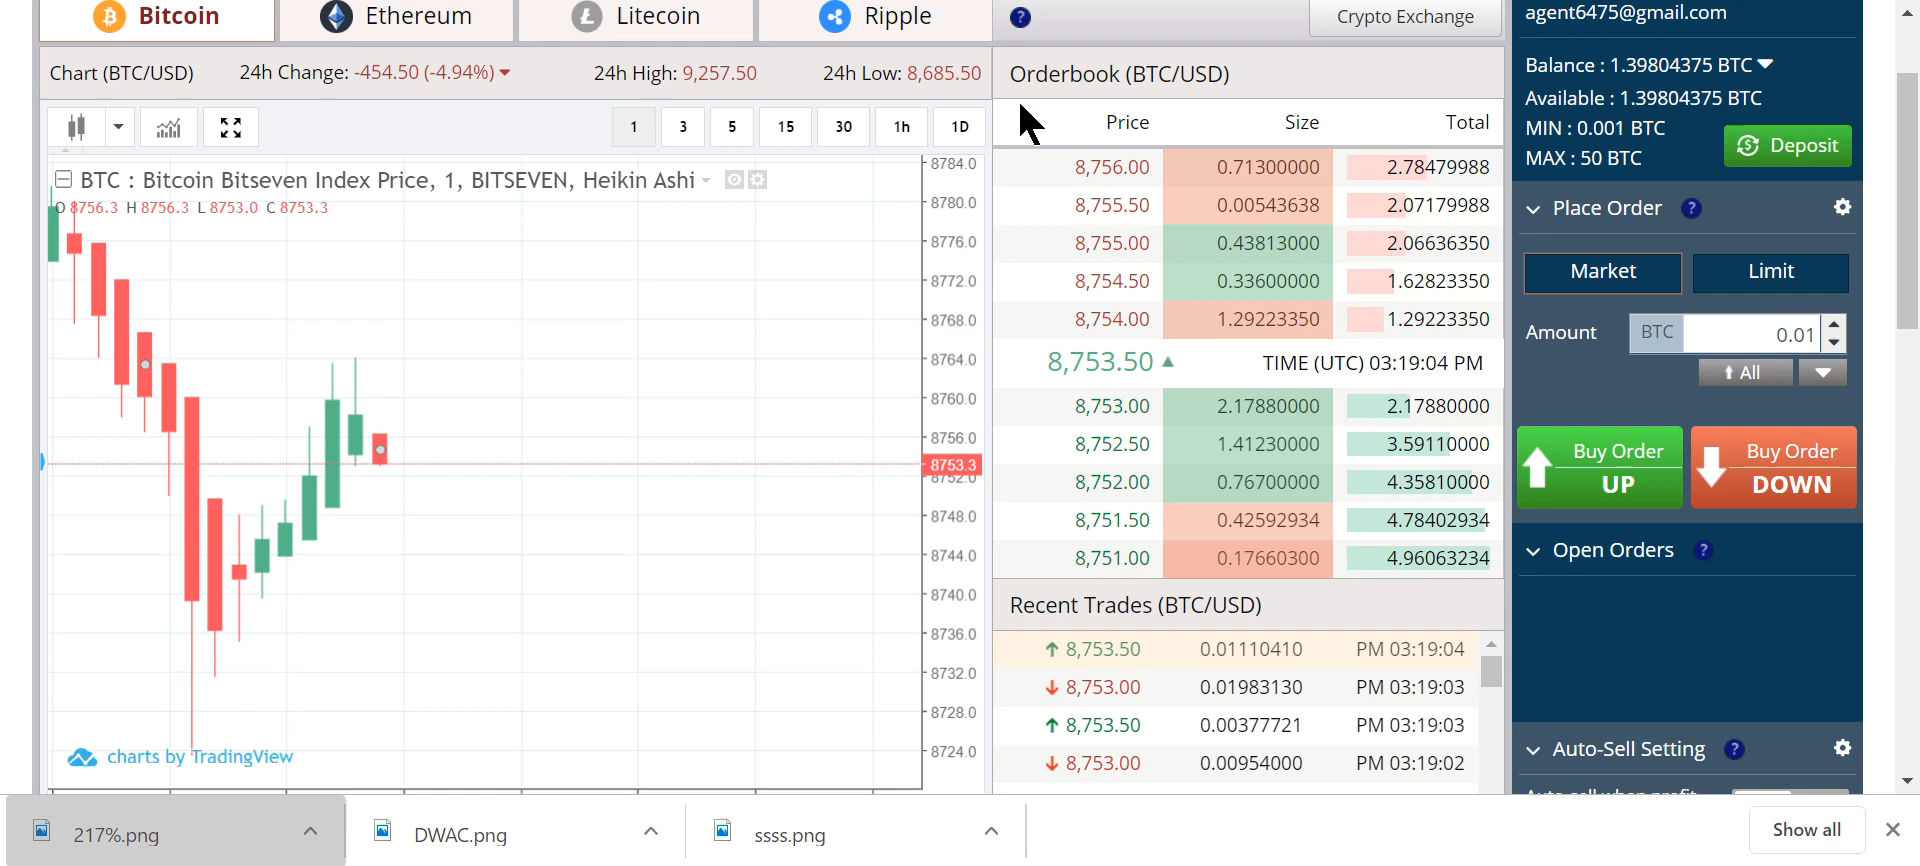 Bitcoin
Ethereum
Litecoin
Ripple
?
Crypto Exchange
agent6475@gmail.com
Chart (BTC/USD)
24h Change: -454.50 (-4.94%)
24h High: 9,257.50
24h Low: 8,685.50
Orderbook (BTC/USD)
Balance : 1.39804375 BTC
Available : 1.39804375 BTC
MIN : 0.001 BTC
MAX : 50 BTC
Deposit
1 3 5 15 30 1h 1D
Price Size Total
BTC : Bitcoin Bitseven Index Price, 1, BITSEVEN, Heikin Ashi
O 8756.3 H 8756.3 L 8753.0 C 8753.3
8784.0
8780.0
8776.0
8772.0
8768.0
8764.0
8760.0
8756.0
8753.3
8752.0
8748.0
8744.0
8740.0
8736.0
8732.0
8728.0
8724.0
charts by TradingView
8,756.00 0.71300000 2.78479988
8,755.50 0.00543638 2.07179988
8,755.00 0.43813000 2.06636350
8,754.50 0.33600000 1.62823350
8,754.00 1.29223350 1.29223350
8,753.50 TIME (UTC) 03:19:04 PM
8,753.00 2.17880000 2.17880000
8,752.50 1.41230000 3.59110000
8,752.00 0.76700000 4.35810000
8,751.50 0.42592934 4.78402934
8,751.00 0.17660300 4.96063234
Recent Trades (BTC/USD)
8,753.50 0.01110410 PM 03:19:04
8,753.00 0.01983130 PM 03:19:03
8,753.50 0.00377721 PM 03:19:03
8,753.00 0.00954000 PM 03:19:02
Place Order ?
Market Limit
Amount BTC 0.01
All
Buy Order
UP
Buy Order
DOWN
Open Orders ?
Auto-Sell Setting ?
217%.png
DWAC.png
ssss.png
Show all